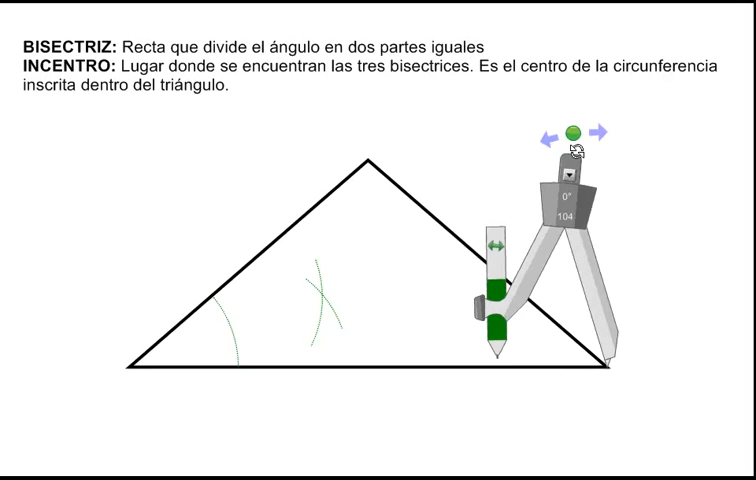 BISECTRIZ: Recta que divide el ángulo en dos partes iguales
INCENTRO: Lugar donde se encuentran las tres bisectrices. Es el centro de la circunferencia
inscrita dentro del triángulo.
0°
104